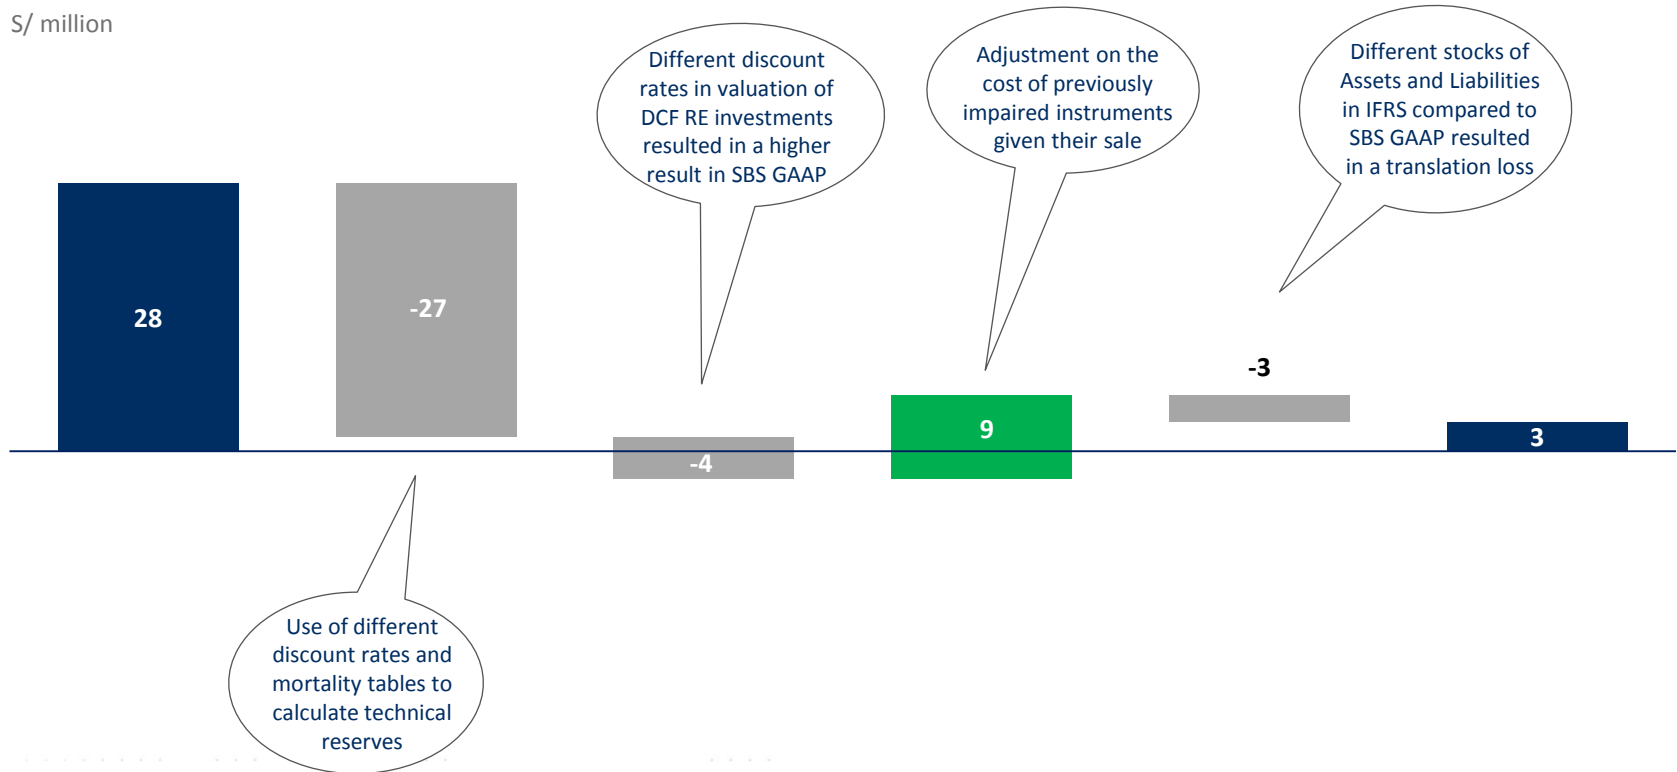 S/ million
Different discount
rates in valuation of
DCF RE investments
resulted in a higher
result in SBS GAAP
Adjustment on the
cost of previously
impaired instruments
given their sale
Different stocks of
Assets and Liabilities
in IFRS compared to
SBS GAAP resulted
in a translation loss
28
-27
-4
9
-3
3
Use of different
discount rates and
mortality tables to
calculate technical
reserves